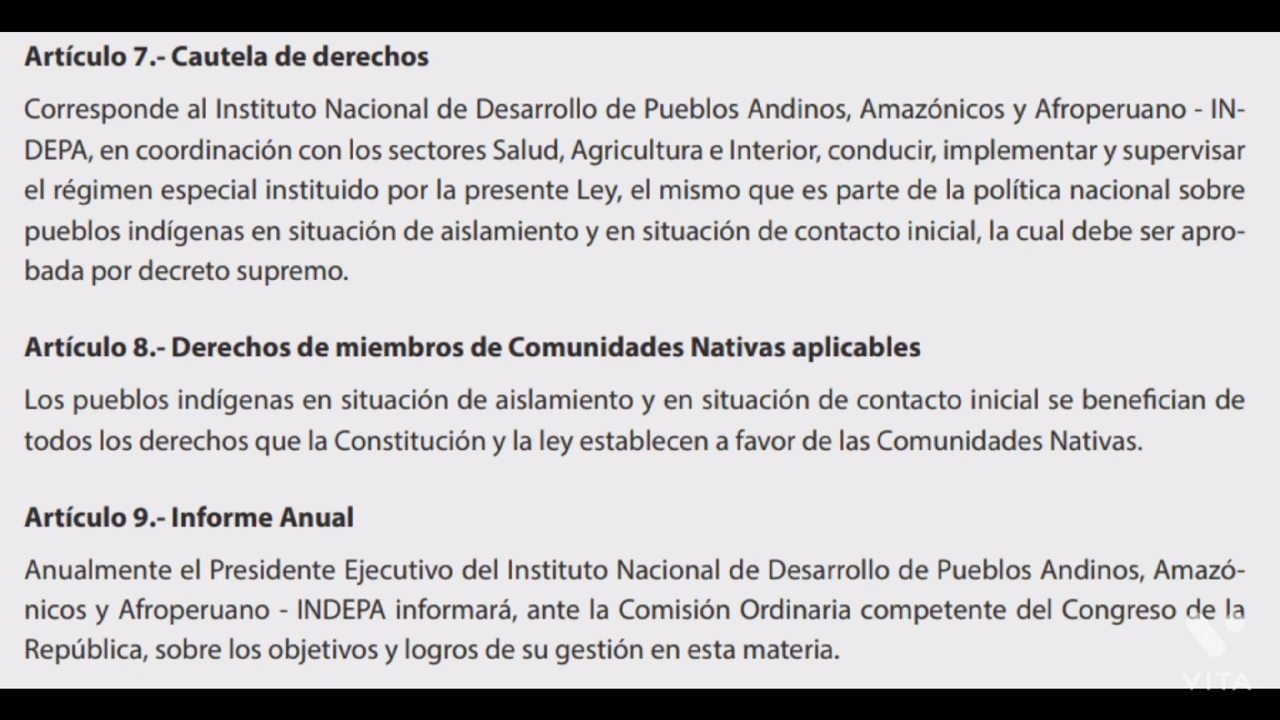 Artículo 7.- Cautela de derechos
Corresponde al Instituto Nacional de Desarrollo de Pueblos Andinos, Amazónicos y Afroperuano - IN-
DEPA, en coordinación con los sectores Salud, Agricultura e Interior, conducir, implementar y supervisar
el régimen especial instituido por la presente Ley, el mismo que es parte de la política nacional sobre
pueblos indígenas en situación de aislamiento y en situación de contacto inicial, la cual debe ser apro-
bada por decreto supremo.
Artículo 8.- Derechos de miembros de Comunidades Nativas aplicables
Los pueblos indígenas en situación de aislamiento y en situación de contacto inicial se benefician de
todos los derechos que la Constitución y la ley establecen a favor de las Comunidades Nativas.
Artículo 9.- Informe Anual
Anualmente el Presidente Ejecutivo del Instituto Nacional de Desarrollo de Pueblos Andinos, Amazó-
nicos y Afroperuano - INDEPA informará, ante la Comisión Ordinaria competente del Congreso de la
República, sobre los objetivos y logros de su gestión en esta materia.
VITA